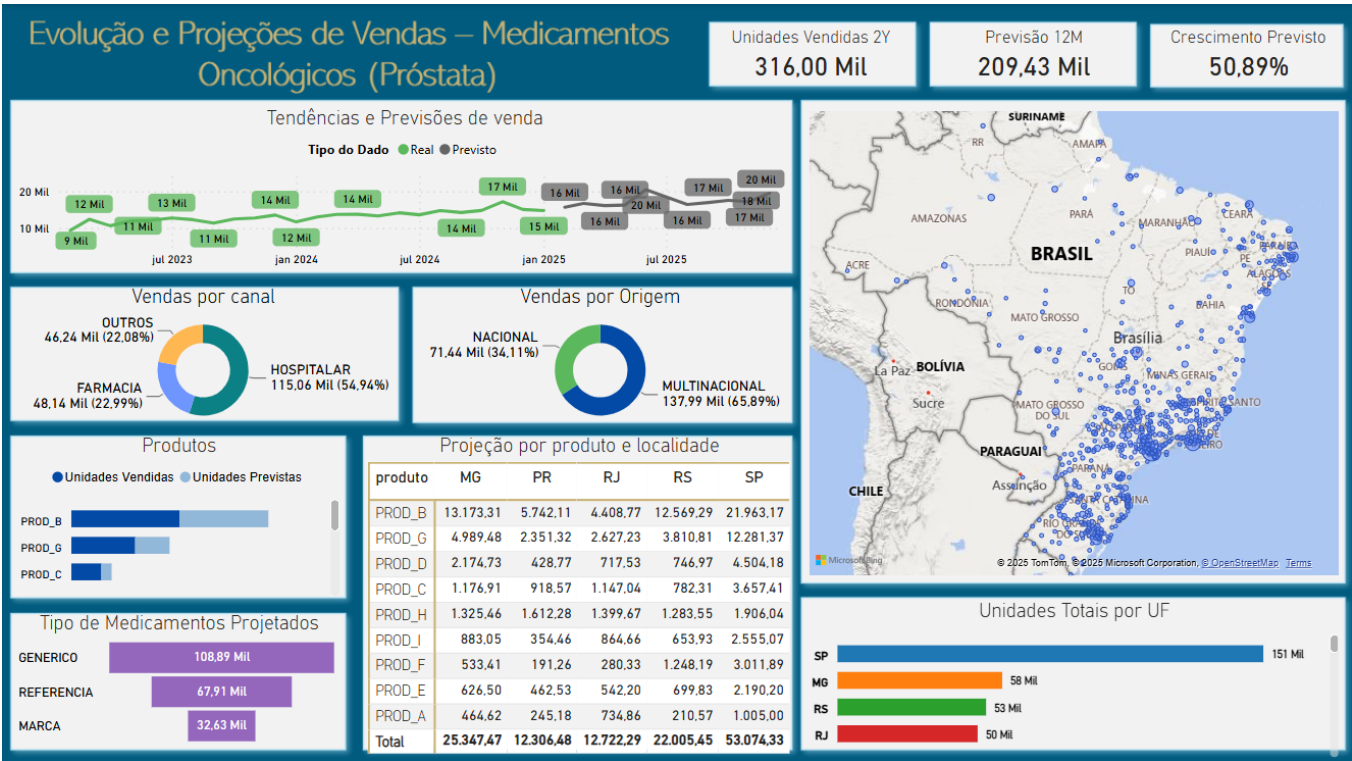 Evolução e Projeções de Vendas – Medicamentos
Oncológicos (Próstata)
Unidades Vendidas 2Y
316,00 Mil
Previsão 12M
209,43 Mil
Crescimento Previsto
50,89%
Tendências e Previsões de venda
Tipo do Dado Real Previsto
20 Mil
10 Mil
9 Mil
12 Mil
11 Mil
13 Mil
11 Mil
14 Mil
12 Mil
14 Mil
14 Mil
17 Mil
15 Mil
16 Mil
16 Mil
16 Mil
20 Mil
16 Mil
17 Mil
17 Mil
18 Mil
20 Mil
jul 2023 jan 2024 jul 2024 jan 2025 jul 2025
Vendas por canal
OUTROS
46,24 Mil (22,08%)
FARMACIA
48,14 Mil (22,99%)
HOSPITALAR
115,06 Mil (54,94%)
Vendas por Origem
NACIONAL
71,44 Mil (34,11%)
MULTINACIONAL
137,99 Mil (65,89%)
Produtos
Unidades Vendidas Unidades Previstas
PROD_B
PROD_G
PROD_C
Tipo de Medicamentos Projetados
GENERICO 108,89 Mil
REFERENCIA 67,91 Mil
MARCA 32,63 Mil
Projeção por produto e localidade
produto MG PR RJ RS SP
PROD_B 13.173,31 5.742,11 4.408,77 12.569,29 21.963,17
PROD_G 4.989,48 2.351,32 2.627,23 3.810,81 12.281,37
PROD_D 2.174,73 428,77 717,53 746,97 4.504,18
PROD_C 1.176,91 918,57 1.147,04 782,31 3.657,41
PROD_H 1.325,46 1.612,28 1.399,67 1.283,55 1.906,04
PROD_I 883,05 354,46 864,66 653,93 2.555,07
PROD_F 533,41 191,26 280,33 1.248,19 3.011,89
PROD_E 626,50 462,53 542,20 699,83 2.190,20
PROD_A 464,62 245,18 734,86 210,57 1.005,00
Total 25.347,47 12.306,48 12.722,29 22.005,45 53.074,33
SURINAME
RR
AMAPÁ
AMAZONAS
PARÁ
MARANHÃO
CEARÁ
PARAÍBA
PIAUÍ
PE
ALAGOAS
ACRE
BRASIL
TO
RONDÔNIA
BAHIA
MATO GROSSO
Brasília
GOIÁS
MINAS GERAIS
BOLÍVIA
La Paz
Sucre
MATO GROSSO
DO SUL
ESPÍRITO SANTO
PARAGUAI
Assunção
PARANÁ
SANTA CATARINA
CHILE
RIO GRANDE
DO SUL
Microsoft Bing
© 2025 TomTom, © 2025 Microsoft Corporation, © OpenStreetMap Terms
Unidades Totais por UF
SP 151 Mil
MG 58 Mil
RS 53 Mil
RJ 50 Mil